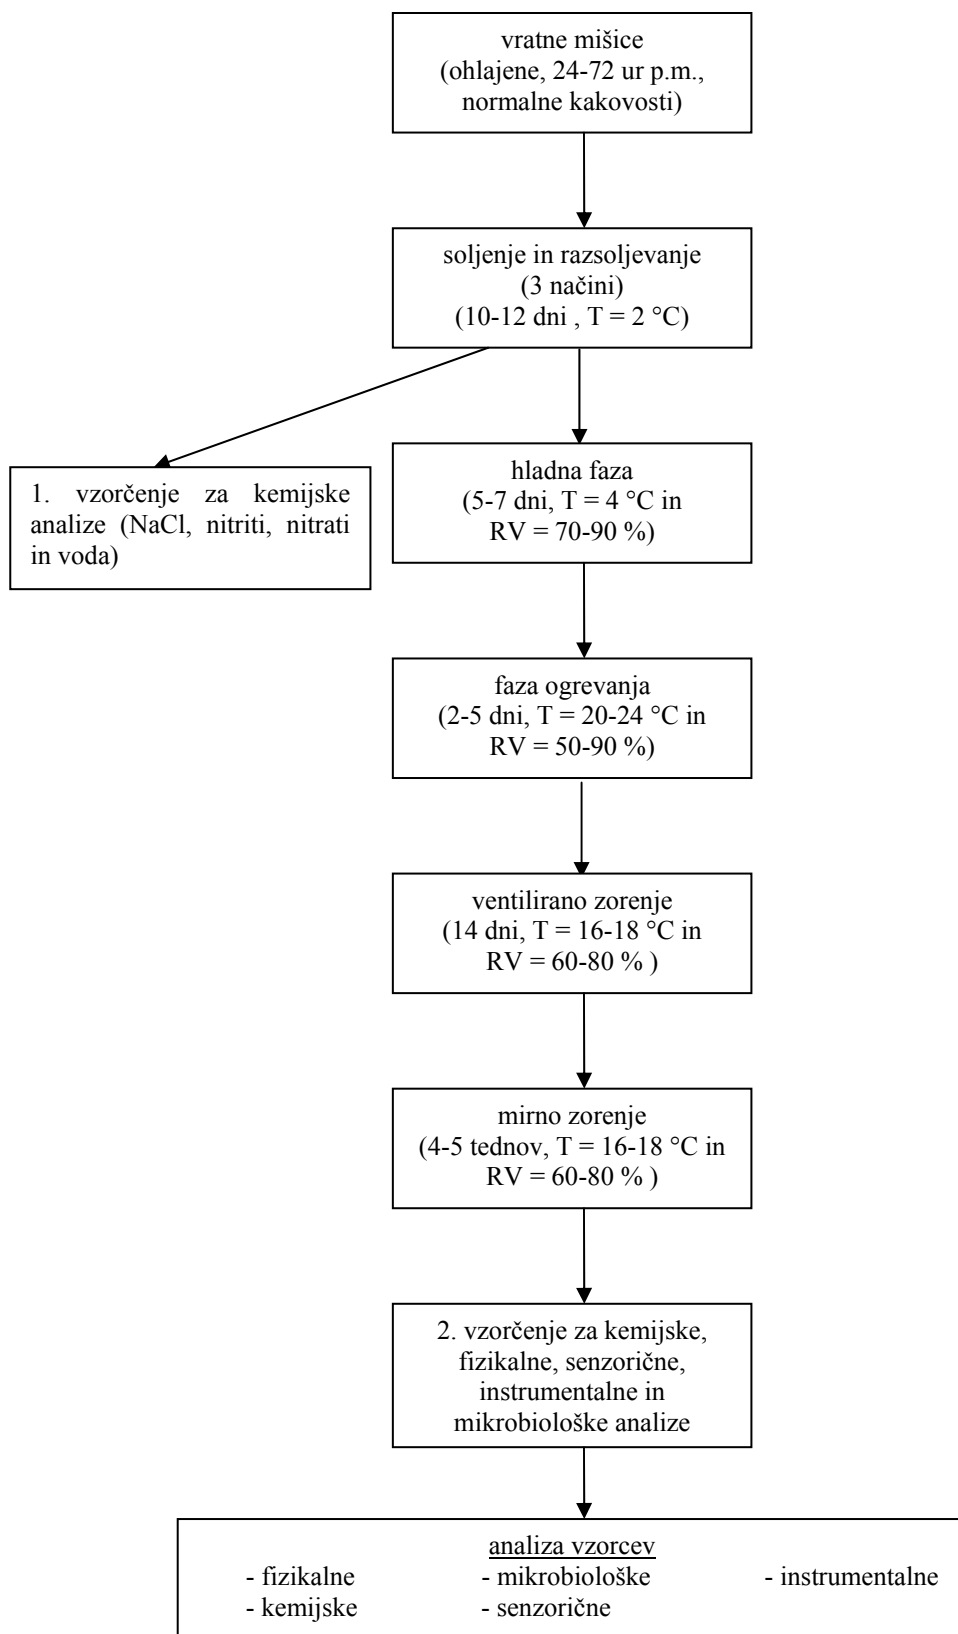 vratne mišice
(ohlajene, 24-72 ur p.m.,
normalne kakovosti)
soljenje in razsoljevanje
(3 načini)
(10-12 dni , T = 2 °C)
1. vzorčenje za kemijske
analize (NaCl, nitriti, nitrati
in voda)
hladna faza
(5-7 dni, T = 4 °C in
RV = 70-90 %)
faza ogrevanja
(2-5 dni, T = 20-24 °C in
RV = 50-90 %)
ventilirano zorenje
(14 dni, T = 16-18 °C in
RV = 60-80 % )
mirno zorenje
(4-5 tednov, T = 16-18 °C in
RV = 60-80 % )
2. vzorčenje za kemijske,
fizikalne, senzorične,
instrumentalne in
mikrobiološke analize
analiza vzorcev
- fizikalne - mikrobiološke - instrumentalne
- kemijske - senzorične